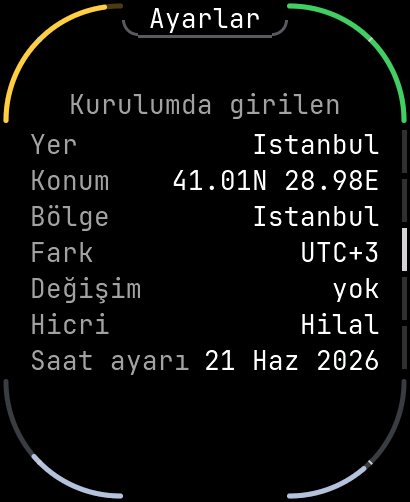 Ayarlar
Kurulumda girilen
Yer Istanbul
Konum 41.01N 28.98E
Bölge Istanbul
Fark UTC+3
Değişim yok
Hicri Hilal
Saat ayarı 21 Haz 2026